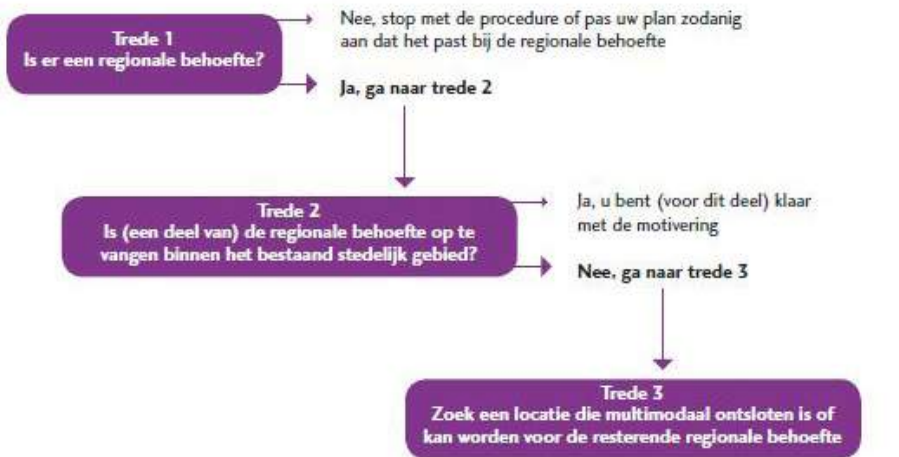 Trede 1
Is er een regionale behoefte?
Nee, stop met de procedure of pas uw plan zodanig
aan dat het past bij de regionale behoefte
Ja, ga naar trede 2
Trede 2
Is (een deel van) de regionale behoefte op te
vangen binnen het bestaand stedelijk gebied?
Ja, u bent (voor dit deel) klaar
met de motivering
Nee, ga naar trede 3
Trede 3
Zoek een locatie die multimodaal ontsloten is of
kan worden voor de resterende regionale behoefte